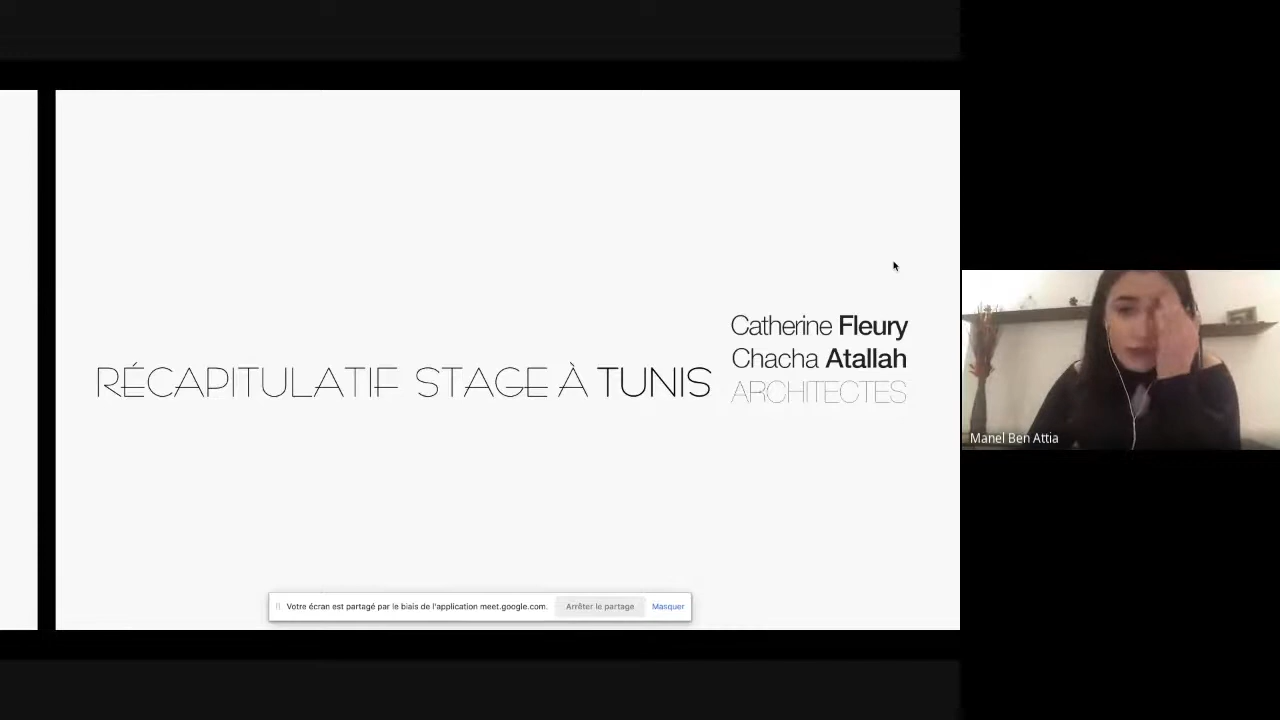 RÉCAPITULATIF STAGE À TUNIS
Catherine Fleury
Chacha Atallah
ARCHITECTES
Manel Ben Attia
Votre écran est partagé par le biais de l'application meet.google.com.
Arrêter le partage
Masquer